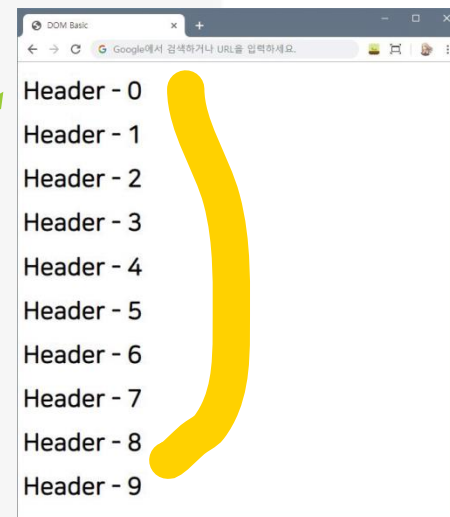 DOM Basic
Google에서 검색하거나 URL을 입력하세요.
Header - 0
Header - 1
Header - 2
Header - 3
Header - 4
Header - 5
Header - 6
Header - 7
Header - 8
Header - 9